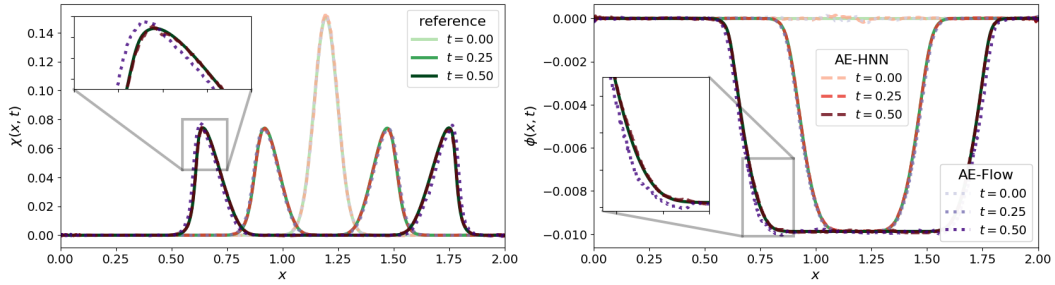 reference
t = 0.00
t = 0.25
t = 0.50
χ(x, t)
0.14
0.12
0.10
0.08
0.06
0.04
0.02
0.00
0.00 0.25 0.50 0.75 1.00 1.25 1.50 1.75 2.00
x
AE-HNN
t = 0.00
t = 0.25
t = 0.50
AE-Flow
t = 0.00
t = 0.25
t = 0.50
ϕ(x, t)
0.000
−0.002
−0.004
−0.006
−0.008
−0.010
0.00 0.25 0.50 0.75 1.00 1.25 1.50 1.75 2.00
x